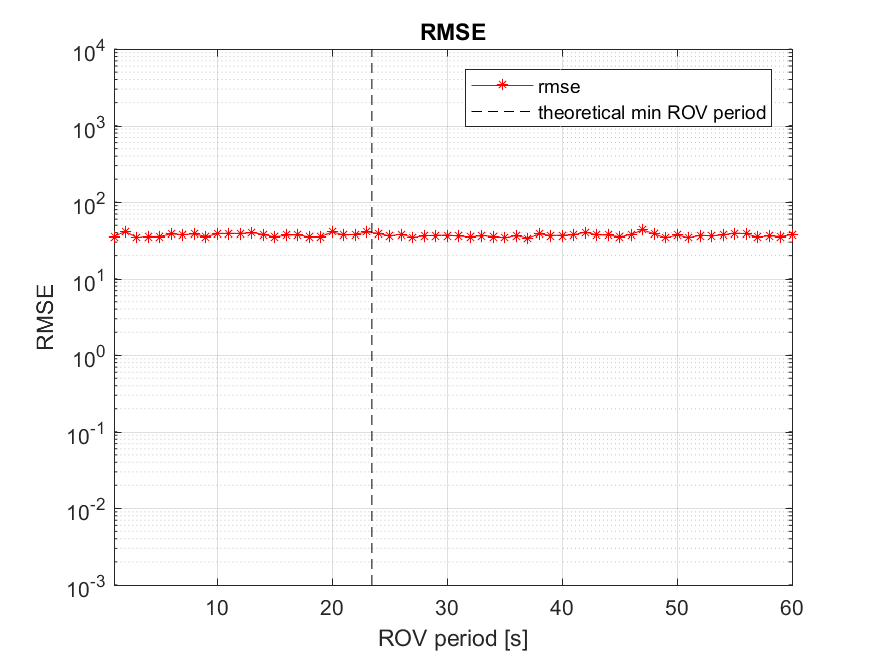 RMSE
10^4
10^3
10^2
10^1
10^0
10^-1
10^-2
10^-3
RMSE
rmse
theoretical min ROV period
10 20 30 40 50 60
ROV period [s]